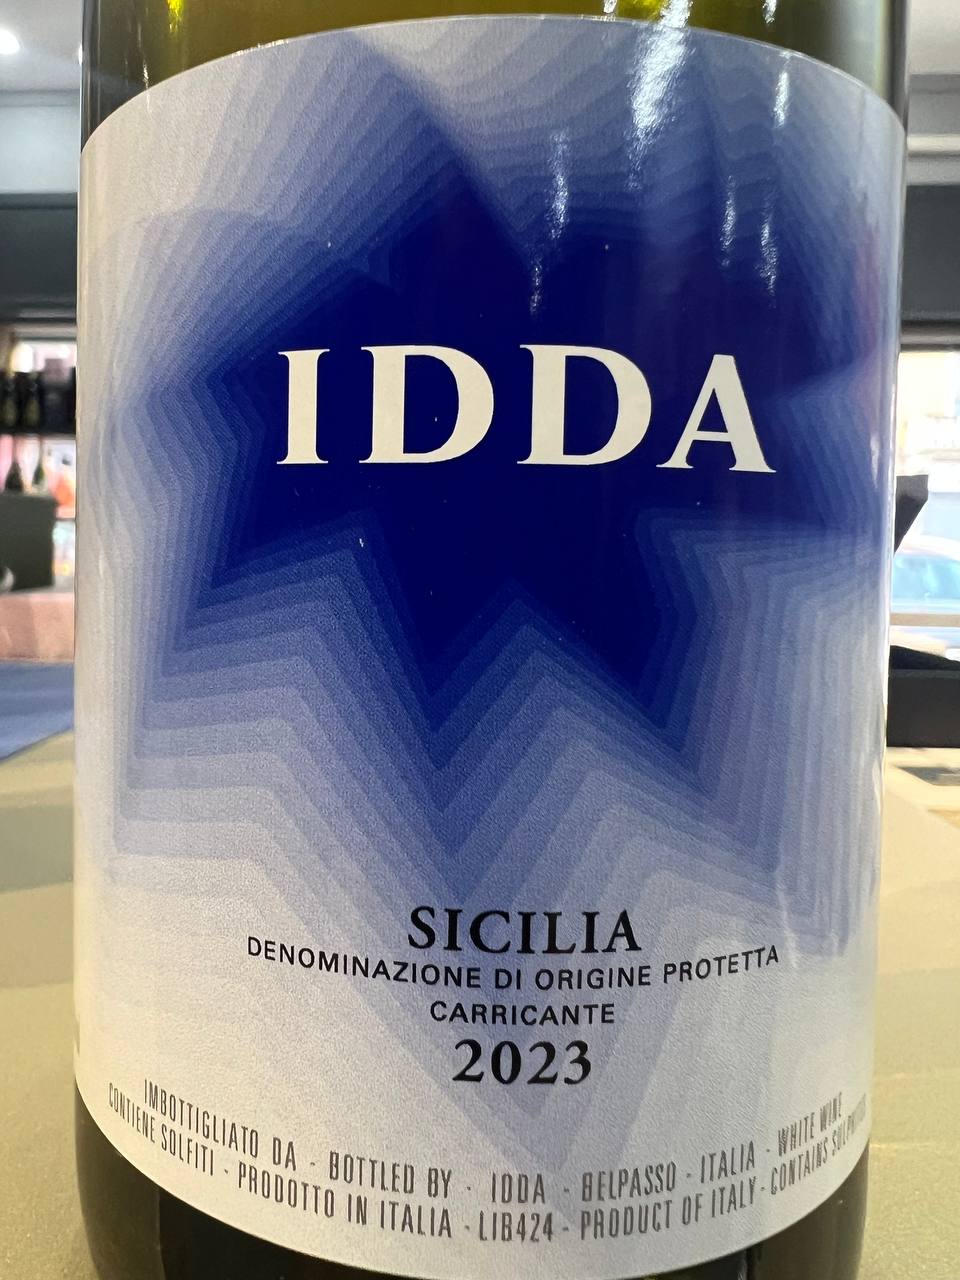 IDDA
SICILIA
DENOMINAZIONE DI ORIGINE PROTETTA
CARRICANTE
2023
IMBOTTIGLIATO DA - BOTTLED BY - IDDA - BELPASSO - ITALIA - WHITE WINE
CONTIENE SOLFITI - PRODOTTO IN ITALIA - LIB424 - PRODUCT OF ITALY - CONTAINS